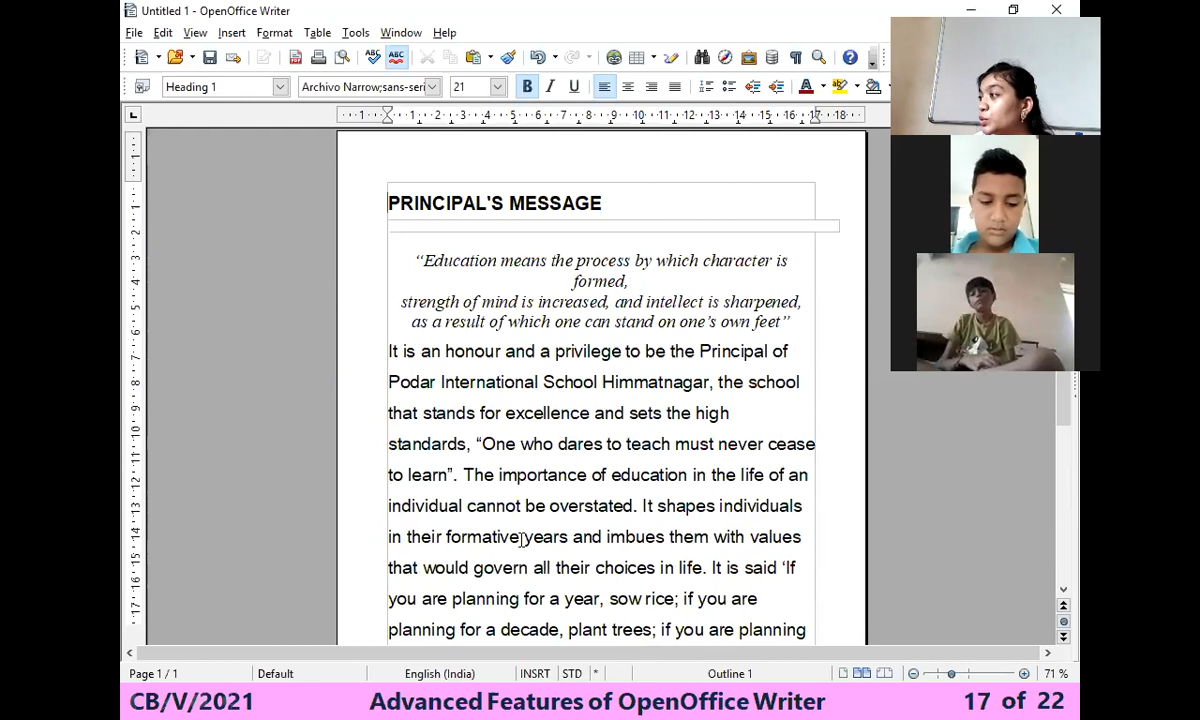 Untitled 1 - OpenOffice Writer
File Edit View Insert Format Table Tools Window Help
Heading 1 Archivo Narrow;sans-seri 21
PRINCIPAL'S MESSAGE
“Education means the process by which character is
formed,
strength of mind is increased, and intellect is sharpened,
as a result of which one can stand on one’s own feet”
It is an honour and a privilege to be the Principal of
Podar International School Himmatnagar, the school
that stands for excellence and sets the high
standards, “One who dares to teach must never cease
to learn”. The importance of education in the life of an
individual cannot be overstated. It shapes individuals
in their formative years and imbues them with values
that would govern all their choices in life. It is said ‘If
you are planning for a year, sow rice; if you are
planning for a decade, plant trees; if you are planning
Page 1 / 1 Default English (India) INSRT STD * Outline 1 71 %
CB/V/2021 Advanced Features of OpenOffice Writer 17 of 22